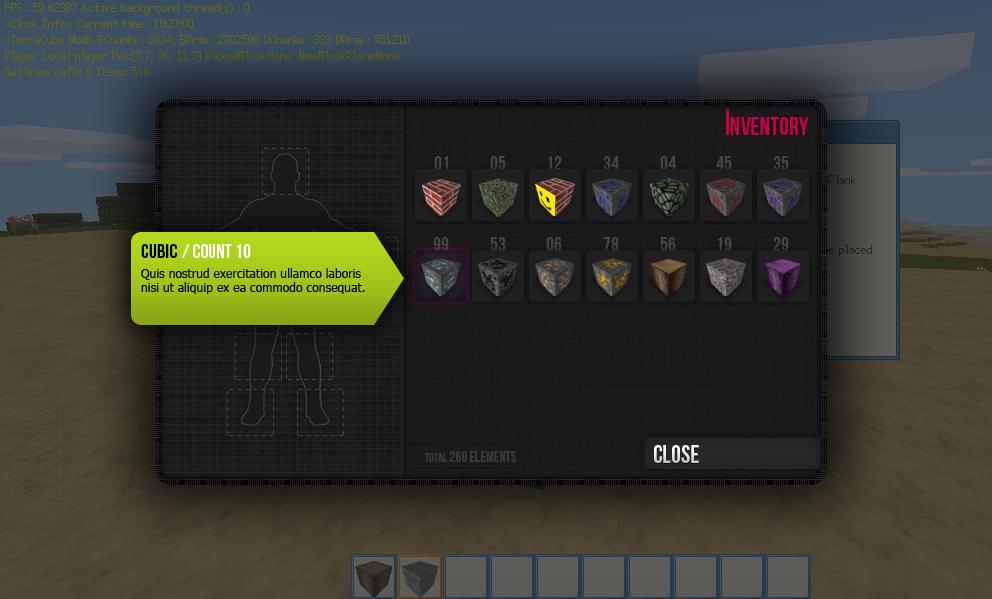 FPS : 59,62387 Active background thread(s) : 0
<Clock Info> Current time : 10:27:00
<TerraCube Mod> BChunks : 1024; BPrim : 2702598 DChunks : 333 DPrim : 951210
Player Local player Pos[7,7; 96; 11,3] PickedBlock:None; NewBlockPlace:None
Gui Draw calls: 6 Items: 518
INVENTORY
01 05 12 34 04 45 35
Plank
CUBIC / COUNT 10
Quis nostrud exercitation ullamco laboris
nisi ut aliquip ex ea commodo consequat.
99 53 06 78 56 19 29
placed
TOTAL 260 ELEMENTS
CLOSE